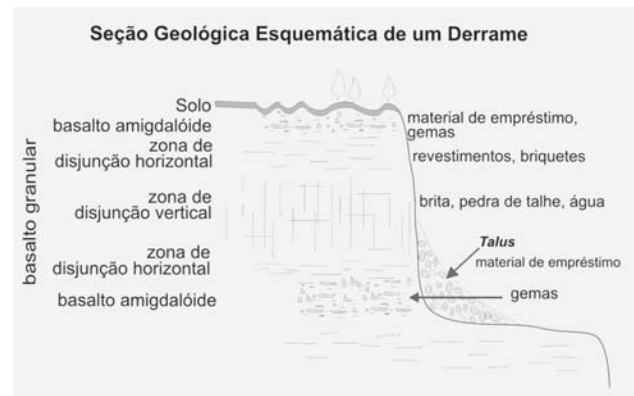 Seção Geológica Esquemática de um Derrame
Solo
basalto amigdalóide
zona de
disjunção horizontal
zona de
disjunção vertical
zona de
disjunção horizontal
basalto amigdalóide
basalto granular
material de empréstimo,
gemas
revestimentos, briquetes
brita, pedra de talhe, água
Talus
material de empréstimo
gemas